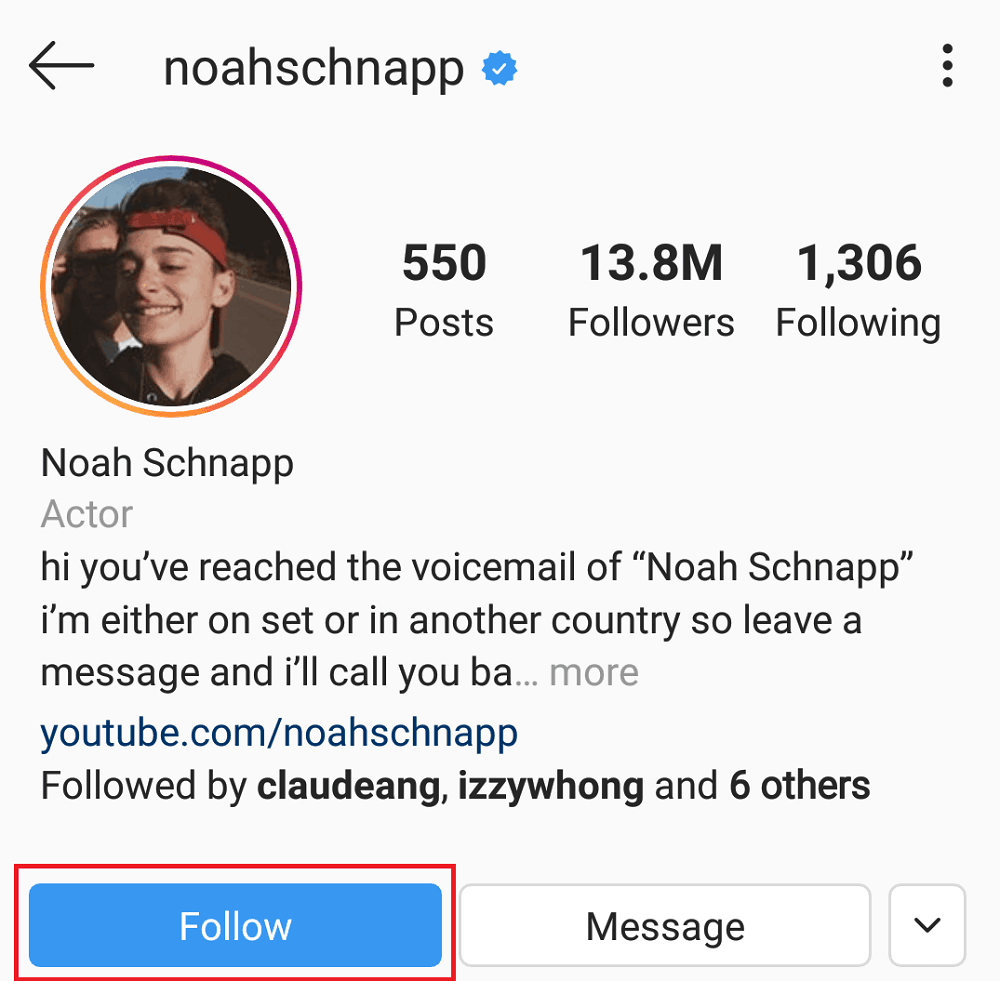 noahschnapp
550 13.8M 1,306
Posts Followers Following
Noah Schnapp
Actor
hi you’ve reached the voicemail of “Noah Schnapp”
i’m either on set or in another country so leave a
message and i’ll call you ba... more
youtube.com/noahschnapp
Followed by claudeang, izzywhong and 6 others
Follow Message